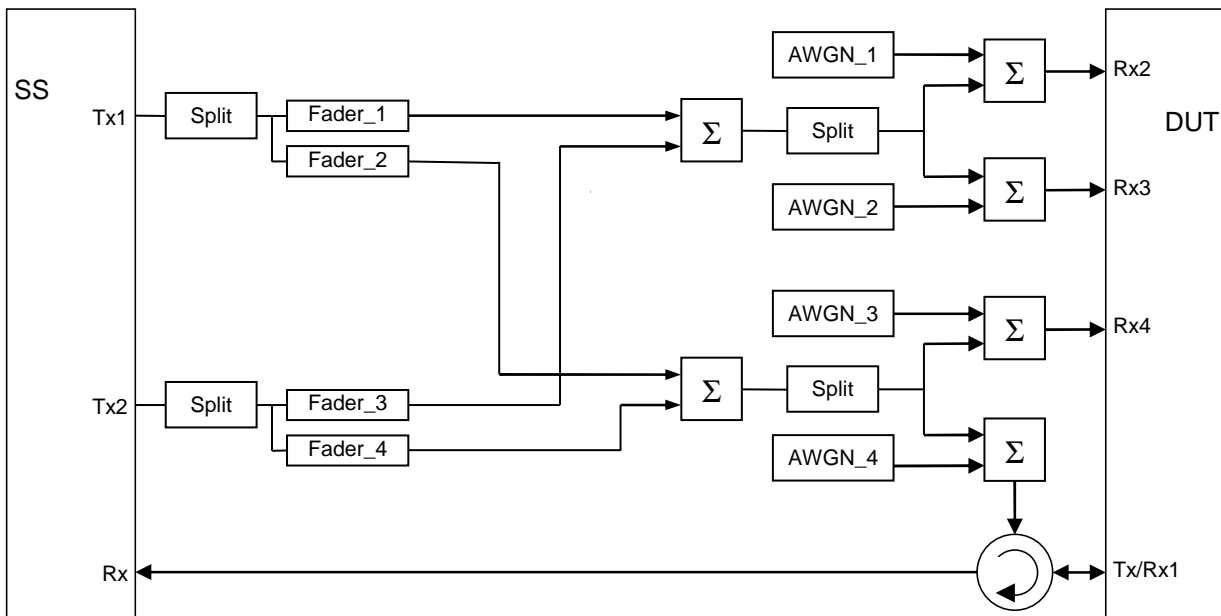 SS
DUT
Tx1
Split
Fader_1
Fader_2
Σ
Split
AWGN_1
Σ
Rx2
AWGN_2
Σ
Rx3
Tx2
Split
Fader_3
Fader_4
Σ
Split
AWGN_3
Σ
Rx4
AWGN_4
Σ
Rx
Tx/Rx1